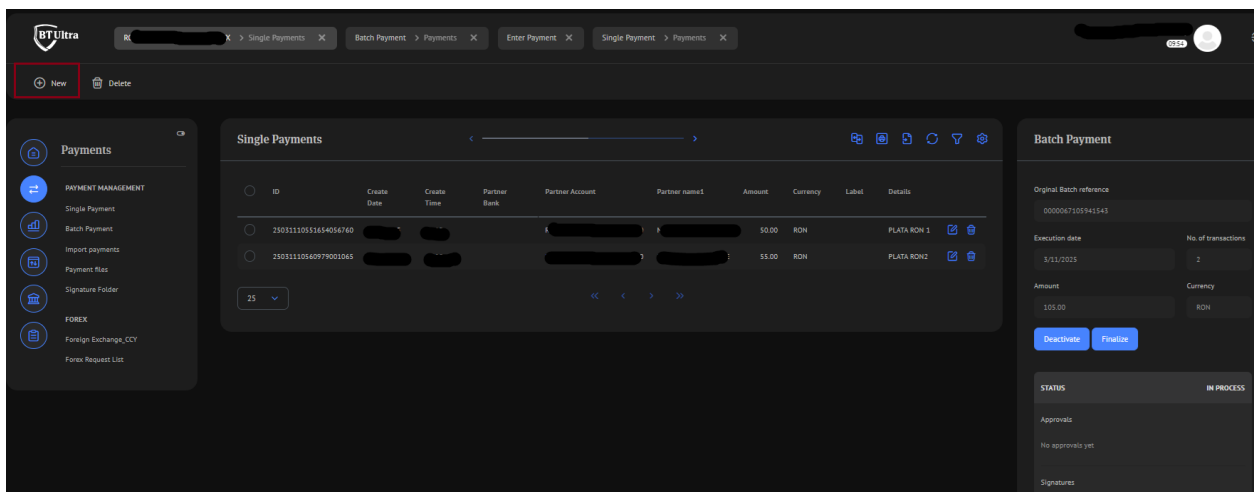 BT Ultra
> Single Payments X
Batch Payment > Payments X
Enter Payment X
Single Payment > Payments X
09:54
New
Delete
Payments
PAYMENT MANAGEMENT
Single Payment
Batch Payment
Import payments
Payment files
Signature Folder
FOREX
Foreign Exchange_CCY
Forex Request List
Single Payments
ID Create Date Create Time Partner Bank Partner Account Partner name1 Amount Currency Label Details
25031110551654056760 50.00 RON PLATA RON 1
25031110560979001065 55.00 RON PLATA RON2
25
Batch Payment
Orginal Batch reference
0000067105941543
Execution date No. of transactions
3/11/2025 2
Amount Currency
105.00 RON
Deactivate Finalize
STATUS IN PROCESS
Approvals
No approvals yet
Signatures